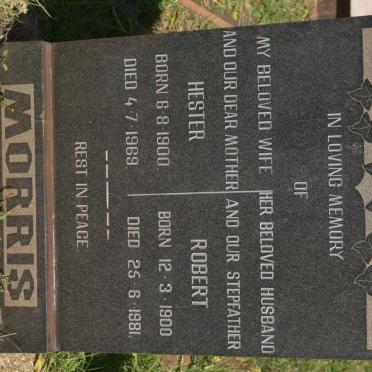 IN LOVING MEMORY
OF
MY BELOVED WIFE HER BELOVED HUSBAND
AND OUR DEAR MOTHER AND OUR STEPFATHER
HESTER ROBERT
BORN 6·8·1900 BORN 12·3·1900
DIED 4·7·1969. DIED 25·6·1981.
REST IN PEACE
MORRIS